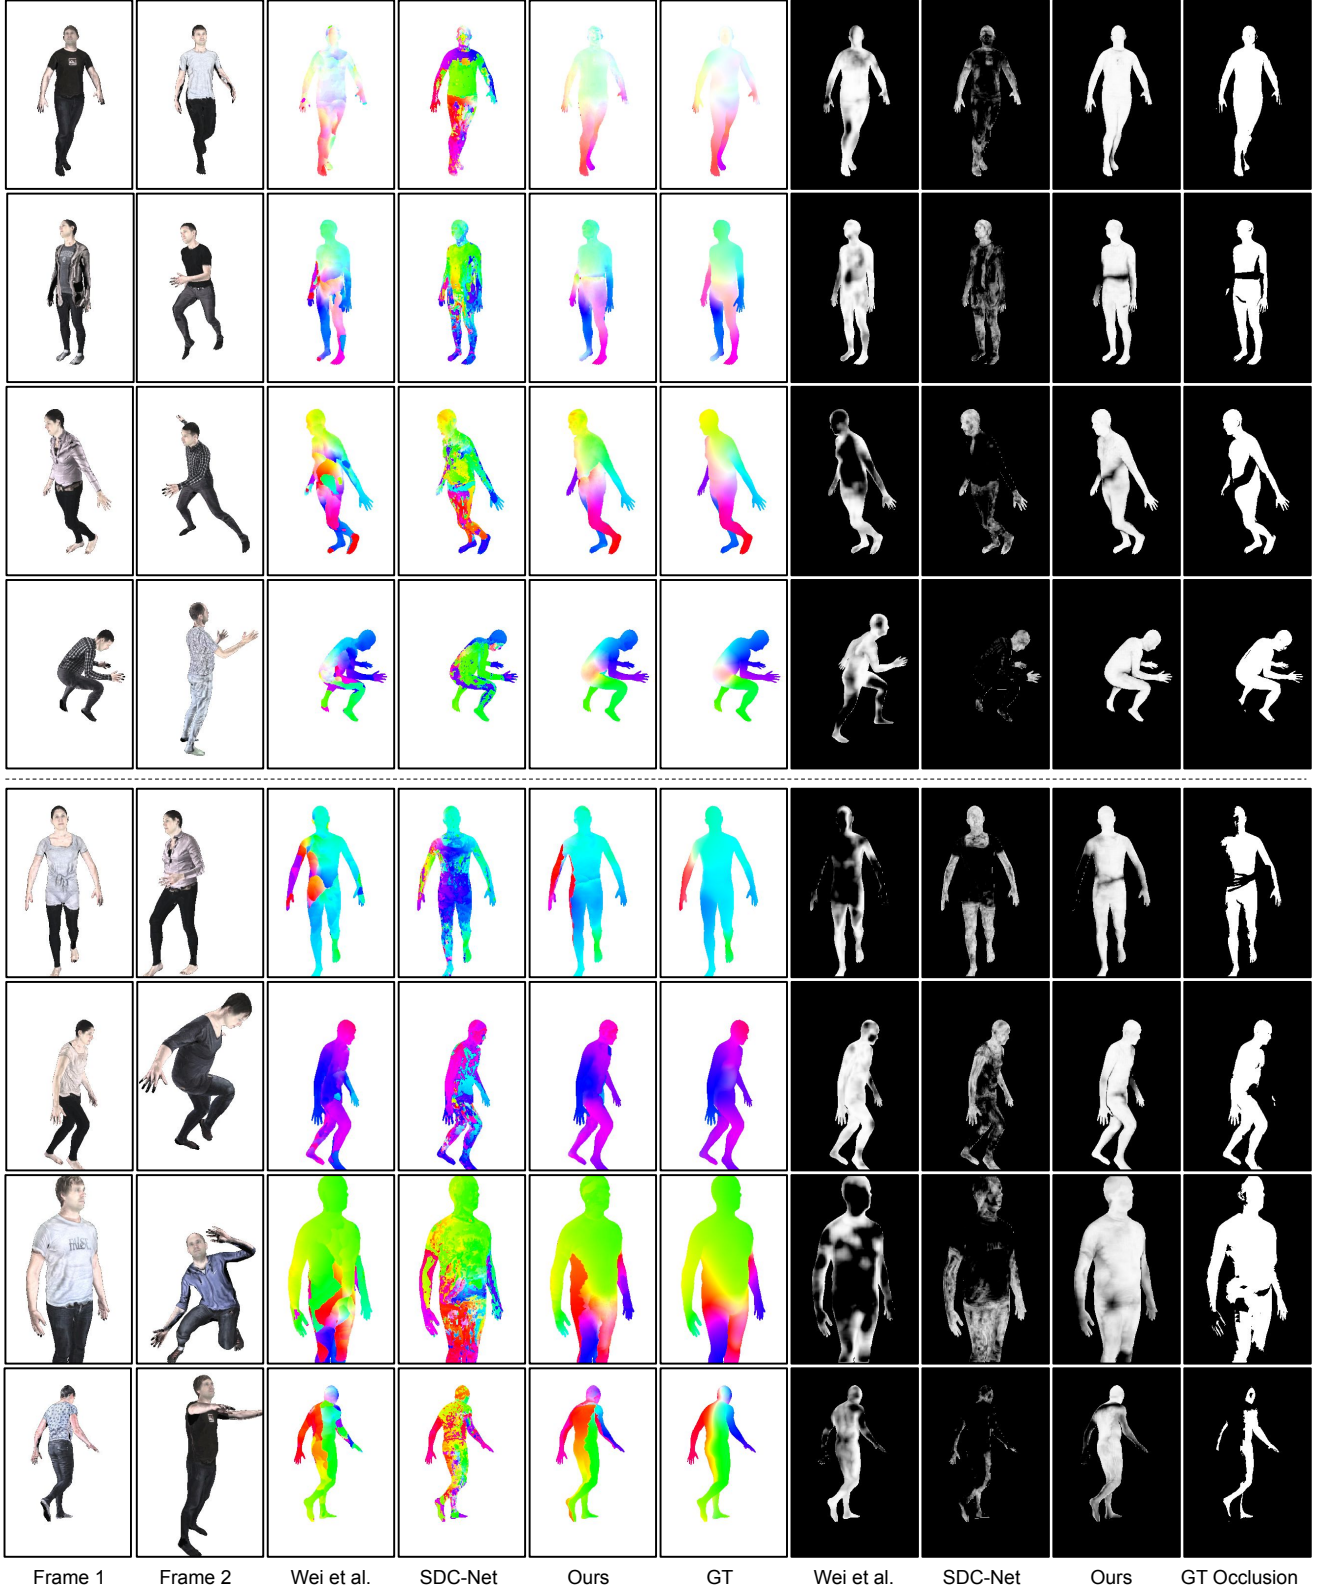 Frame 1 Frame 2 Wei et al. SDC-Net Ours GT Wei et al. SDC-Net Ours GT Occlusion